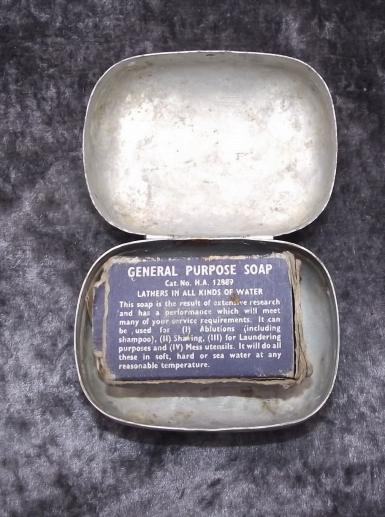 GENERAL PURPOSE SOAP
Cat. No. H.A. 12889
LATHERS IN ALL KINDS OF WATER
This soap is the result of extensive research
and has a performance which will meet
many of your service requirements. It can
be used for (I) Ablutions (including
shampoo), (II) Shaving, (III) for Laundering
purposes and (IV) Mess utensils. It will do all
these in soft, hard or sea water at any
reasonable temperature.